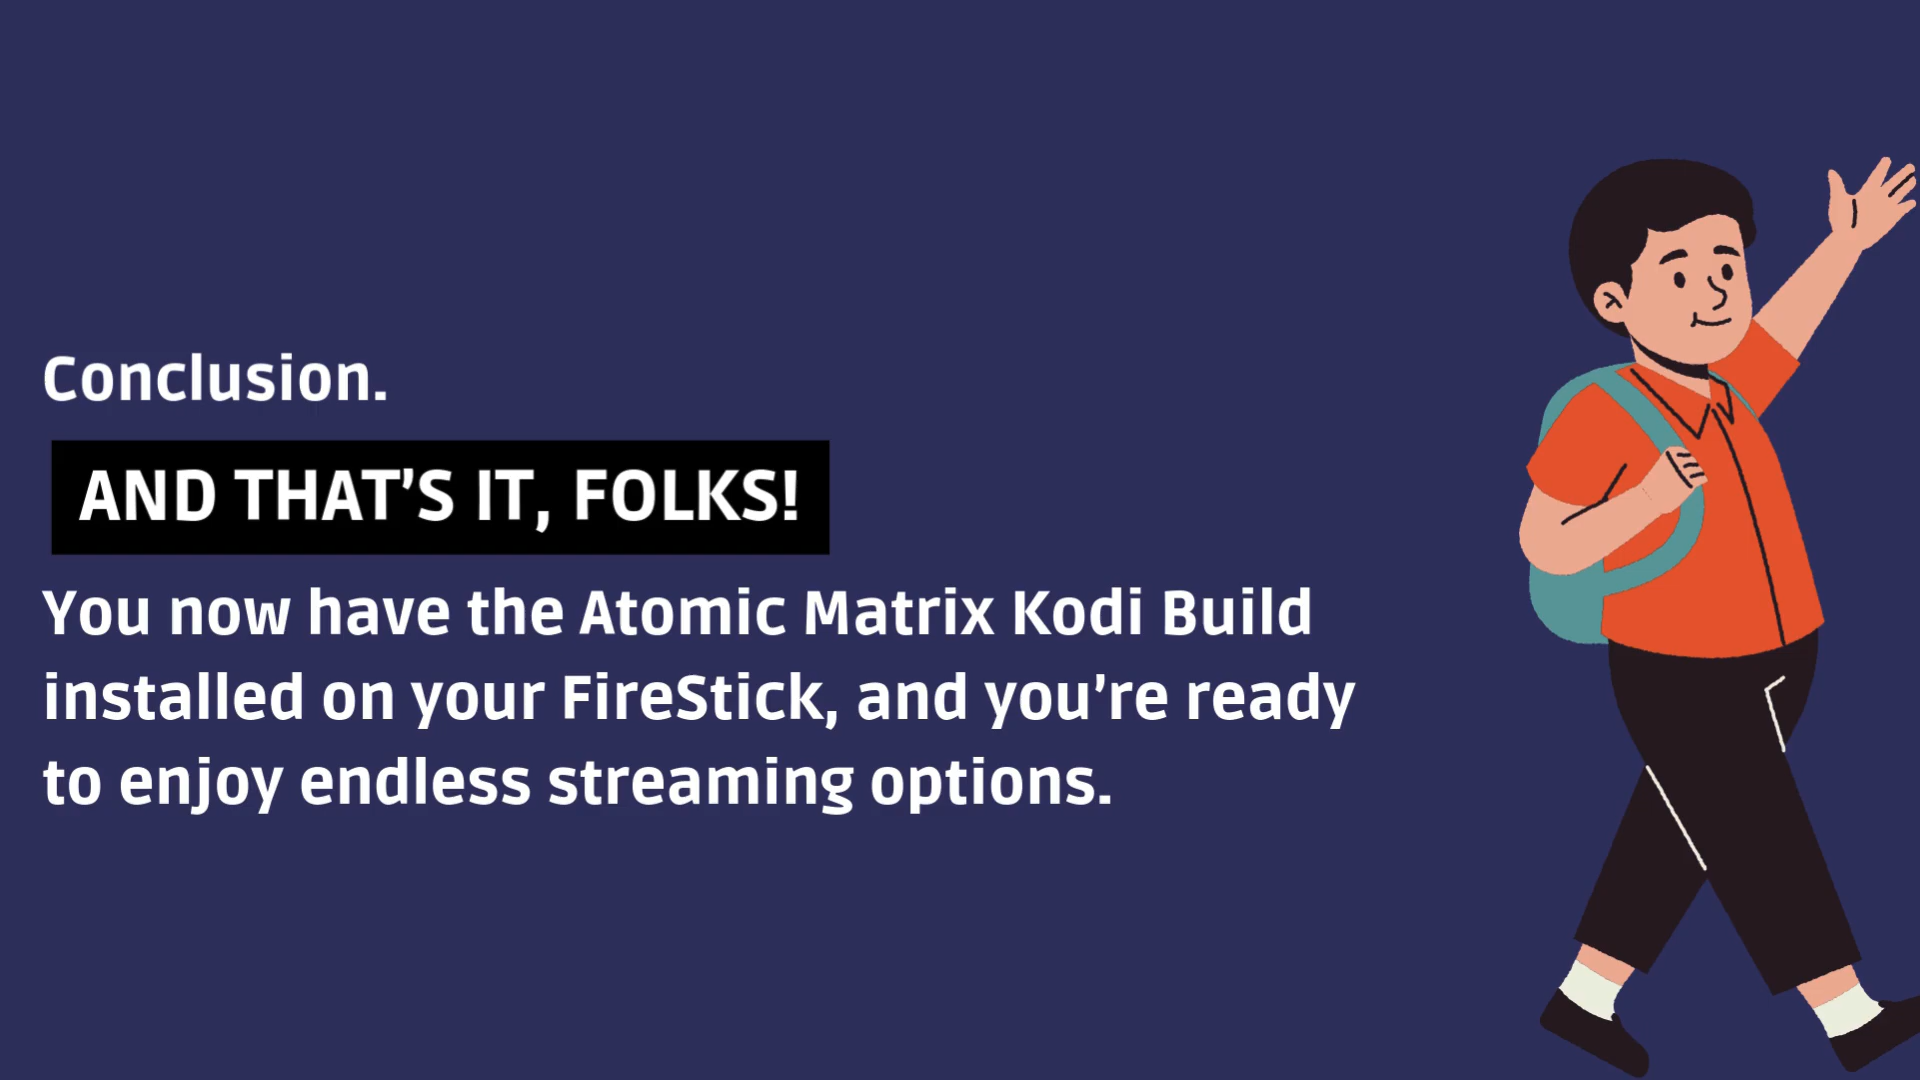 Conclusion.
AND THAT’S IT, FOLKS!
You now have the Atomic Matrix Kodi Build
installed on your FireStick, and you’re ready
to enjoy endless streaming options.